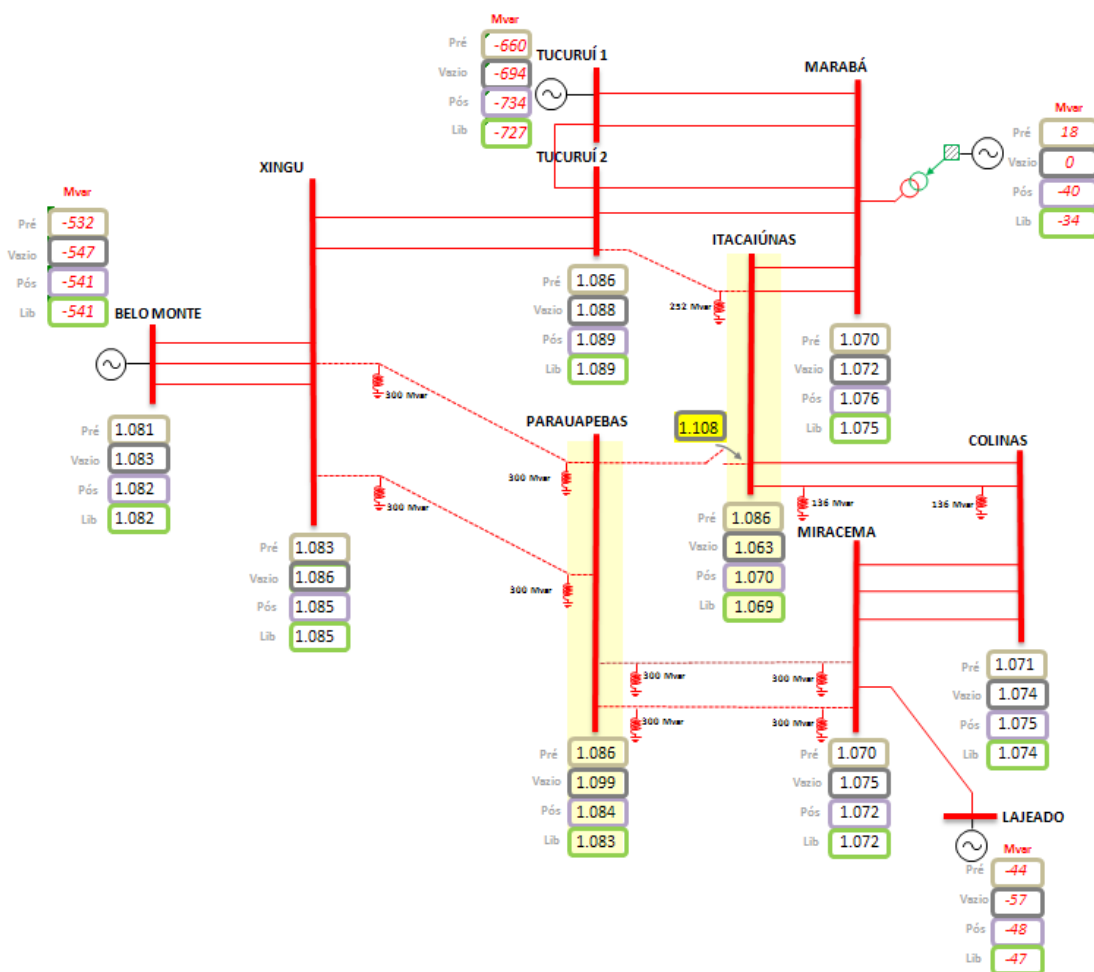 Mvar
Pré -660
Vazio -694
Pós -734
Lib -727
TUCURUÍ 1
MARABÁ
Mvar
Pré 18
Vazio 0
Pós -40
Lib -34
TUCURUÍ 2
XINGU
Mvar
Pré -532
Vazio -547
Pós -541
Lib -541
BELO MONTE
ITACAIÚNAS
252 Mvar
Pré 1.086
Vazio 1.088
Pós 1.089
Lib 1.089
Pré 1.070
Vazio 1.072
Pós 1.076
Lib 1.075
300 Mvar
PARAUAPEBAS
1.108
COLINAS
Pré 1.081
Vazio 1.083
Pós 1.082
Lib 1.082
300 Mvar
300 Mvar
136 Mvar
136 Mvar
Pré 1.086
Vazio 1.063
Pós 1.070
Lib 1.069
MIRACEMA
Pré 1.083
Vazio 1.086
Pós 1.085
Lib 1.085
300 Mvar
300 Mvar
300 Mvar
300 Mvar
300 Mvar
Pré 1.071
Vazio 1.074
Pós 1.075
Lib 1.074
Pré 1.086
Vazio 1.099
Pós 1.084
Lib 1.083
Pré 1.070
Vazio 1.075
Pós 1.072
Lib 1.072
LAJEADO
Mvar
Pré -44
Vazio -57
Pós -48
Lib -47